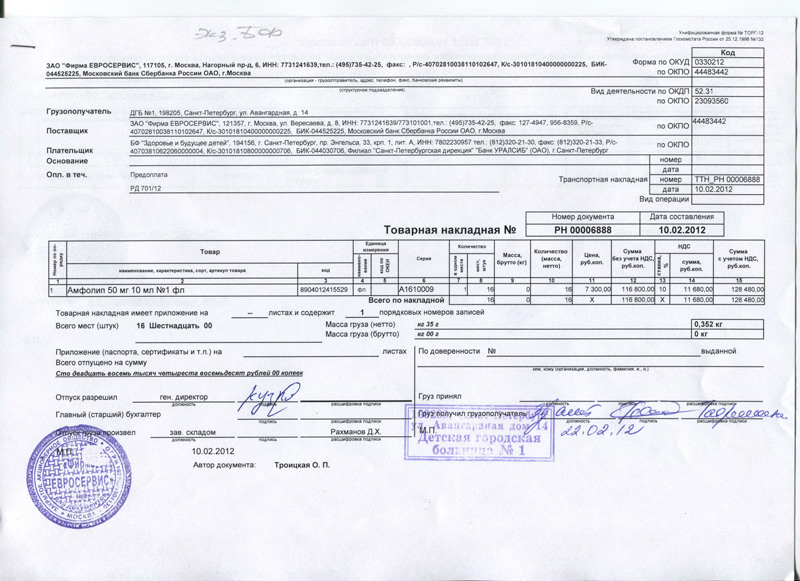 экз. БФ
Унифицированная форма № ТОРГ-12
Утверждена постановлением Госкомстата России от 25.12.1998 №132
Код
Форма по ОКУД 0330212
ЗАО "Фирма ЕВРОСЕРВИС", 117105, г. Москва, Нагорный пр-д, 6, ИНН: 7731241639,тел.: (495)735-42-25, факс: , Р/с-40702810038110102647, К/с-30101810400000000225, БИК-
044525225, Московский банк Сбербанка России ОАО, г.Москва
по ОКПО 44483442
(организация - грузоотправитель, адрес, телефон, факс, банковские реквизиты)
(структурное подразделение)
Вид деятельности по ОКДП 52.31
по ОКПО 23093560
Грузополучатель ДГБ №1, 198205, Санкт-Петербург, ул. Авангардная, д. 14
Поставщик ЗАО "Фирма ЕВРОСЕРВИС", 121357, г. Москва, ул. Вересаева, д. 8, ИНН: 7731241639/773101001,тел.: (495)735-42-25, факс: 127-4947, 956-8359, Р/с-
40702810038110102647, К/с-30101810400000000225, БИК-044525225, Московский банк Сбербанка России ОАО, г.Москва
по ОКПО 44483442
Плательщик БФ "Здоровье и будущее детей", 194156, г. Санкт-Петербург, пр. Энгельса, 33, крп. 1, лит. А, ИНН: 7802230957 тел.: (812)320-21-30, факс: (812)320-21-33, Р/с-
40703810622060000004, К/с-30101810800000000706, БИК-044030706, Филиал "Санкт-Петербургская дирекция" "Банк УРАЛСИБ" (ОАО), г Санкт-Петербург
по ОКПО
Основание
номер
дата
Опл. в теч. Предоплата
Транспортная накладная номер ТТН_РН 00006888
РД 701/12
дата 10.02.2012
Вид операции
Номер документа Дата составления
Товарная накладная № РН 00006888 10.02.2012
Номер по порядку Товар Единица измерения Серия Количество Масса, брутто (кг) Количество (масса, нетто) Цена, руб.коп. Сумма без учета НДС, руб.коп. НДС Сумма с учетом НДС, руб.коп.
наименование, характеристика, сорт, артикул товара код наименование код по ОКЕИ в одном месте мест, штук ставка, % сумма, руб.коп.
1 2 3 4 5 6 7 8 9 10 11 12 13 14 15
1 Амфолип 50 мг 10 мл №1 фл 8904012415529 фл A1610009 1 16 0 16 7 300,00 116 800,00 10 11 680,00 128 480,00
Всего по накладной 16 0 16 X 116 800,00 X 11 680,00 128 480,00
Товарная накладная имеет приложение на -- листах и содержит 1 порядковых номеров записей
Всего мест (штук) 16 Шестнадцать 00
Масса груза (нетто) кг 35 г 0,352 кг
Масса груза (брутто) кг 00 г 0 кг
Приложение (паспорта, сертификаты и т.п.) на листах
По доверенности № выданной
Всего отпущено на сумму
кем, кому (организация, должность, фамилия, и., о.)
Сто двадцать восемь тысяч четыреста восемьдесят рублей 00 копеек
Отпуск разрешил ген. директор
должность подпись расшифровка подписи
Груз принял
должность подпись расшифровка подписи
Главный (старший) бухгалтер
подпись расшифровка подписи
Груз получил грузополучатель
должность подпись расшифровка подписи
22.02.12
Отпуск груза произвел зав. складом Рахманов Д.Х.
должность подпись расшифровка подписи
М.П.
М.П. 10.02.2012
Автор документа: Троицкая О. П.
Авангардная дом 14
Детская городская
больница № 1
ЕВРОСЕРВИС
МОСКВА